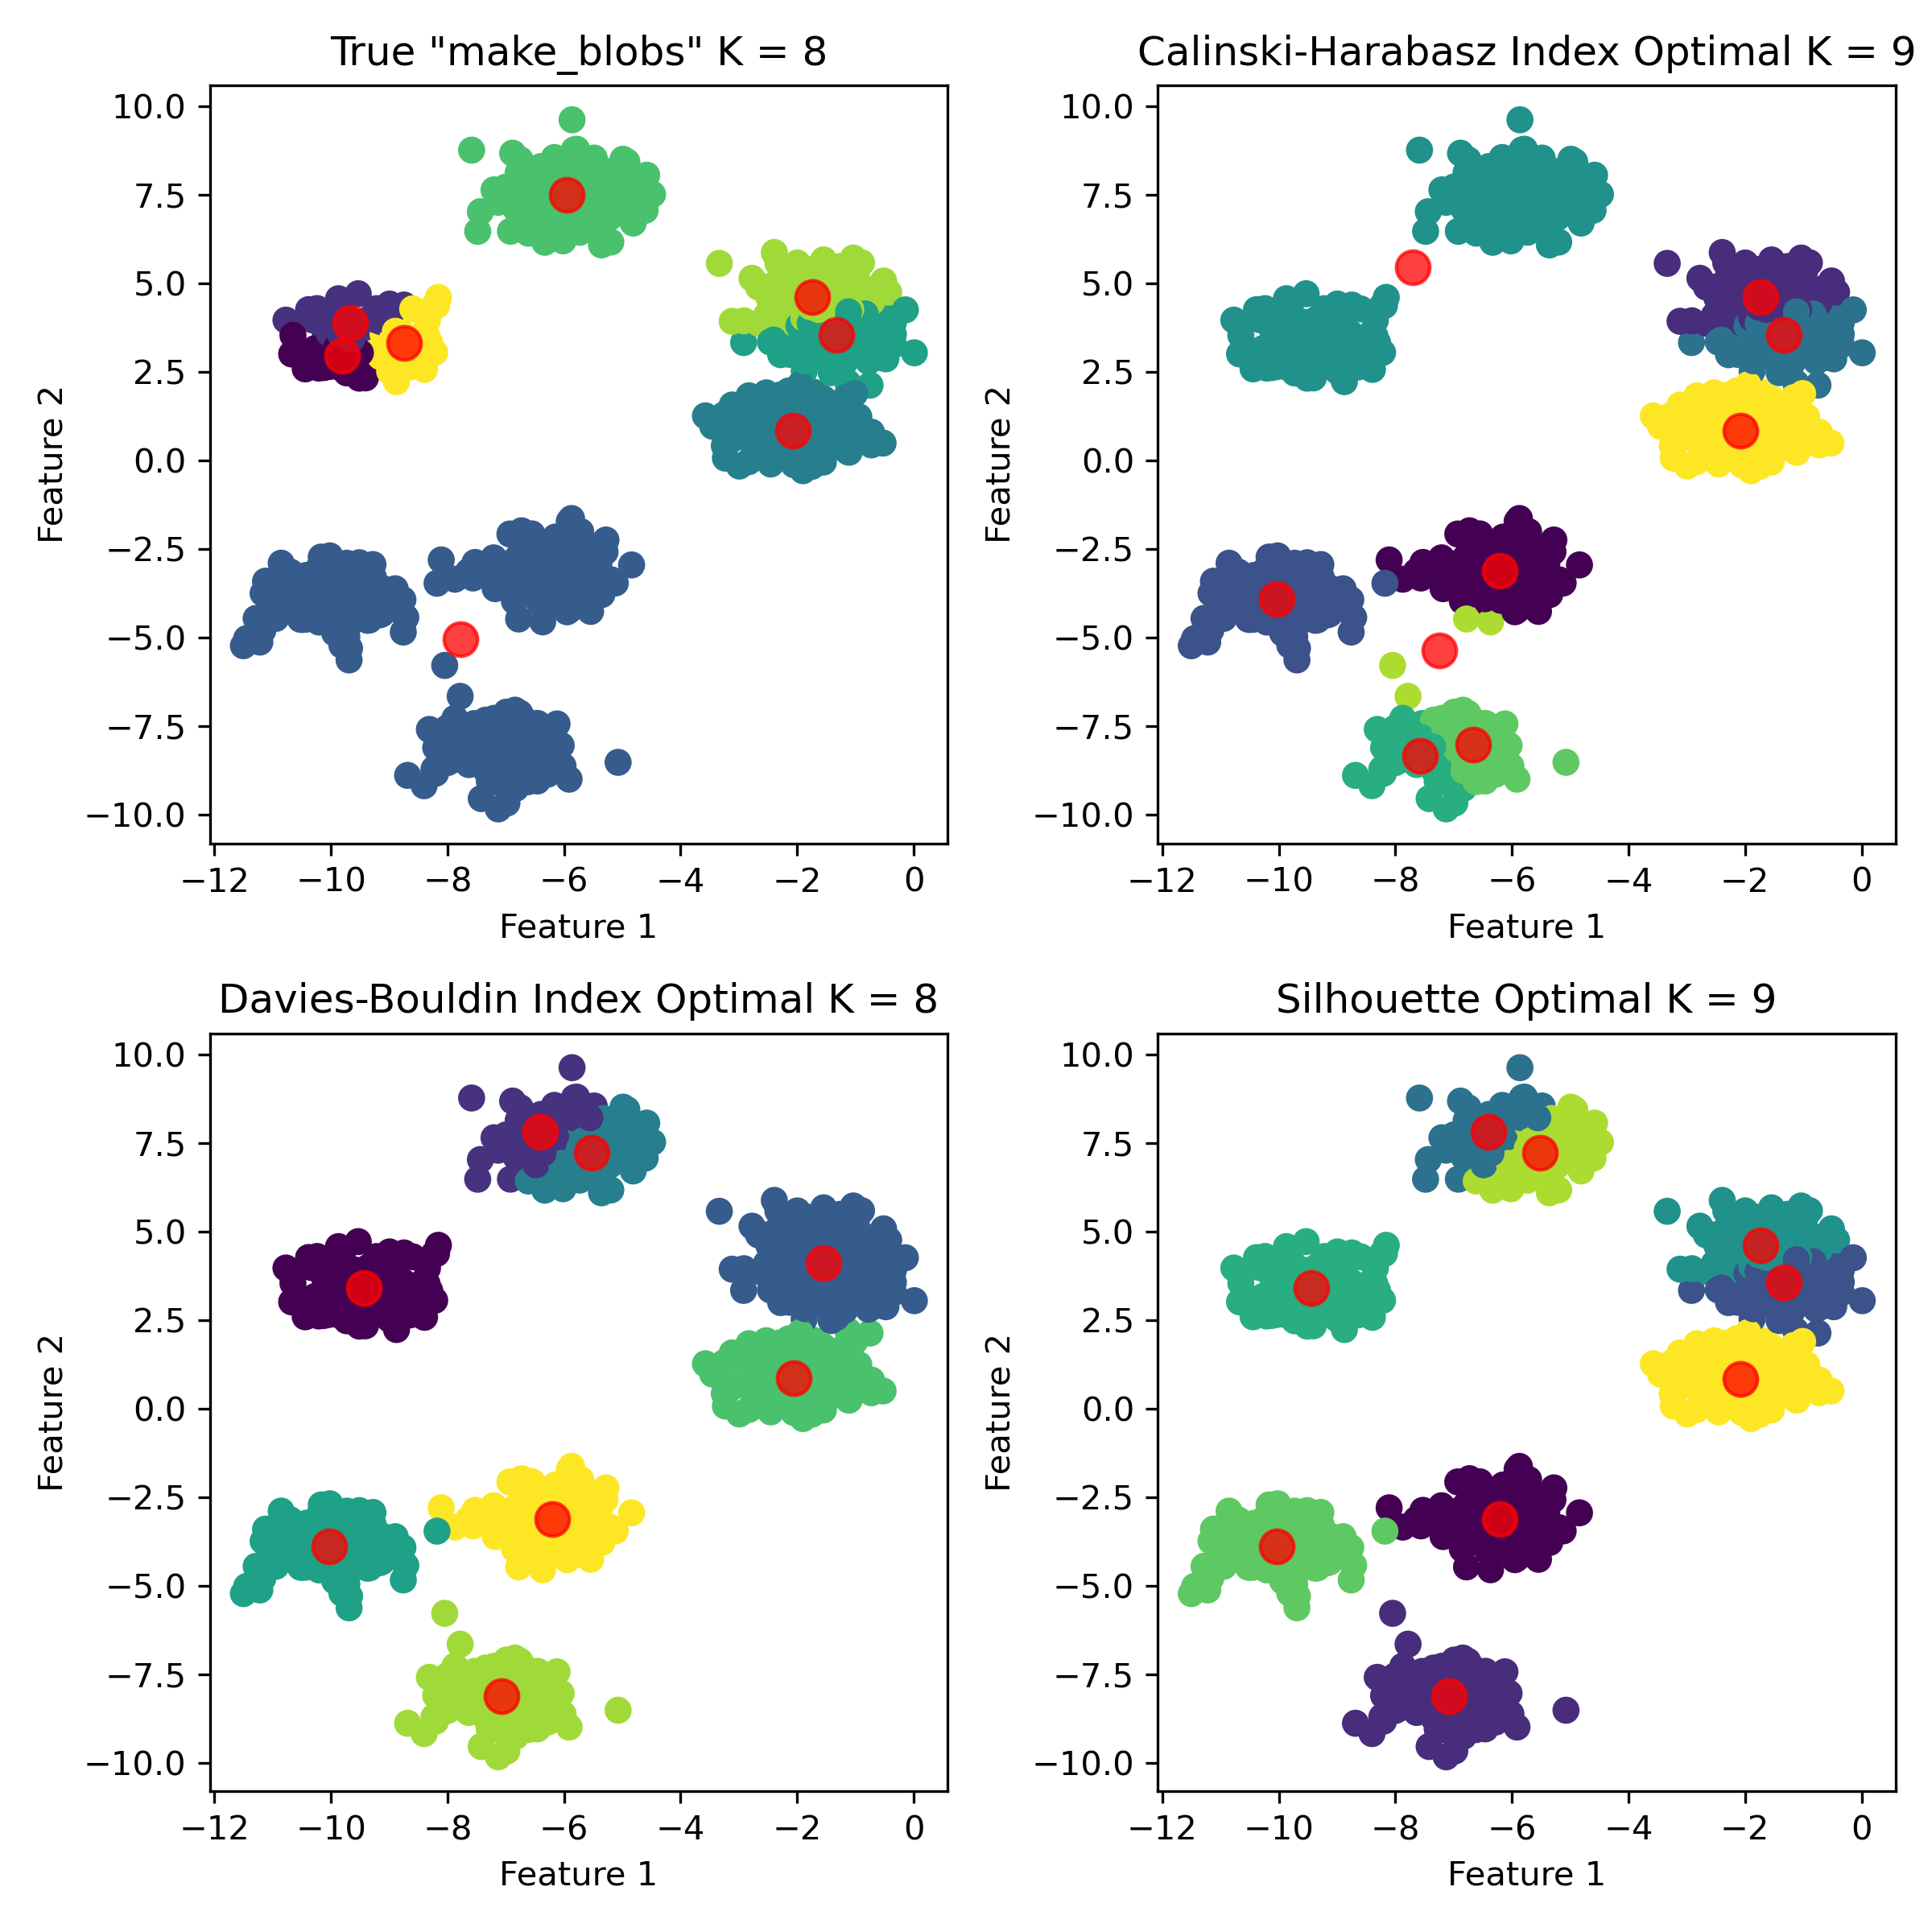 True "make_blobs" K = 8
10.0
7.5
5.0
2.5
0.0
−2.5
−5.0
−7.5
−10.0
Feature 2
−12 −10 −8 −6 −4 −2 0
Feature 1
Calinski-Harabasz Index Optimal K = 9
10.0
7.5
5.0
2.5
0.0
−2.5
−5.0
−7.5
−10.0
Feature 2
−12 −10 −8 −6 −4 −2 0
Feature 1
Davies-Bouldin Index Optimal K = 8
10.0
7.5
5.0
2.5
0.0
−2.5
−5.0
−7.5
−10.0
Feature 2
−12 −10 −8 −6 −4 −2 0
Feature 1
Silhouette Optimal K = 9
10.0
7.5
5.0
2.5
0.0
−2.5
−5.0
−7.5
−10.0
Feature 2
−12 −10 −8 −6 −4 −2 0
Feature 1